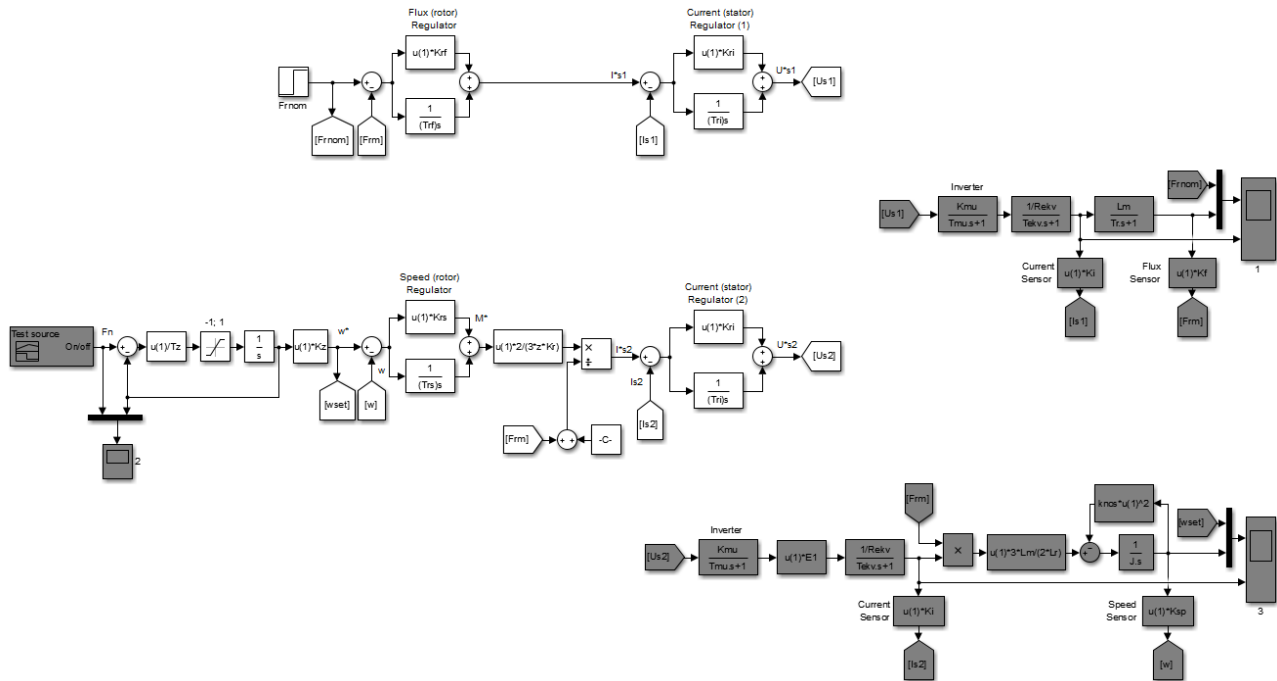 Flux (rotor)
Regulator
u(1)*Krf
1
(Trf)s
Frnom
[Frnom]
[Frm]
I*s1
Current (stator)
Regulator (1)
u(1)*Kri
1
(Tri)s
[Is1]
U*s1
[Us1]
[Us1]
Inverter
Kmu
Tmu.s+1
1/Rekv
Tekv.s+1
Lm
Tr.s+1
[Frnom]
1
Current
Sensor
u(1)*Ki
[Is1]
Flux
Sensor
u(1)*Kf
[Frm]
Test source
On/off
Fn
u(1)/Tz
-1; 1
1
s
u(1)*Kz
w*
[wset]
w
[w]
2
Speed (rotor)
Regulator
u(1)*Krs
1
(Trs)s
M*
u(1)*2/(3*z*Kr)
×
÷
[Frm]
-C-
I*s2
Is2
[Is2]
Current (stator)
Regulator (2)
u(1)*Kri
1
(Tri)s
U*s2
[Us2]
[Us2]
Inverter
Kmu
Tmu.s+1
u(1)*E1
1/Rekv
Tekv.s+1
[Frm]
×
u(1)*3*Lm/(2*Lr)
knos*u(1)^2
1
J.s
[wset]
3
Current
Sensor
u(1)*Ki
[Is2]
Speed
Sensor
u(1)*Ksp
[w]